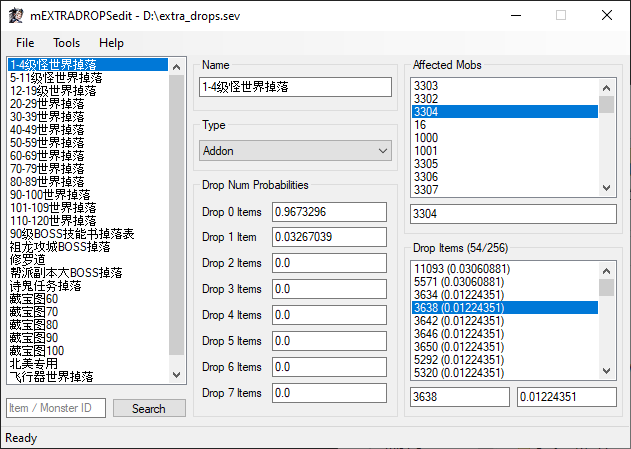 mEXTRADROPSedit - D:\extra_drops.sev
File Tools Help
1-4级怪世界掉落
5-11级怪世界掉落
12-19级世界掉落
20-29世界掉落
30-39世界掉落
40-49世界掉落
50-59世界掉落
60-69世界掉落
70-79世界掉落
80-89世界掉落
90-100世界掉落
101-109世界掉落
110-120世界掉落
90级BOSS技能书掉落表
祖龙攻城BOSS掉落
修罗道
帮派副本大BOSS掉落
诗鬼任务掉落
藏宝图60
藏宝图70
藏宝图80
藏宝图90
藏宝图100
北美专用
飞行器世界掉落
Item / Monster ID
Search
Name
1-4级怪世界掉落
Type
Addon
Drop Num Probabilities
Drop 0 Items 0.9673296
Drop 1 Item 0.03267039
Drop 2 Items 0.0
Drop 3 Items 0.0
Drop 4 Items 0.0
Drop 5 Items 0.0
Drop 6 Items 0.0
Drop 7 Items 0.0
Affected Mobs
3303
3302
3304
16
1000
1001
3305
3306
3307
3304
Drop Items (54/256)
11093 (0.03060881)
5571 (0.03060881)
3634 (0.01224351)
3638 (0.01224351)
3642 (0.01224351)
3646 (0.01224351)
3650 (0.01224351)
5292 (0.01224351)
5320 (0.01224351)
3638 0.01224351
Ready